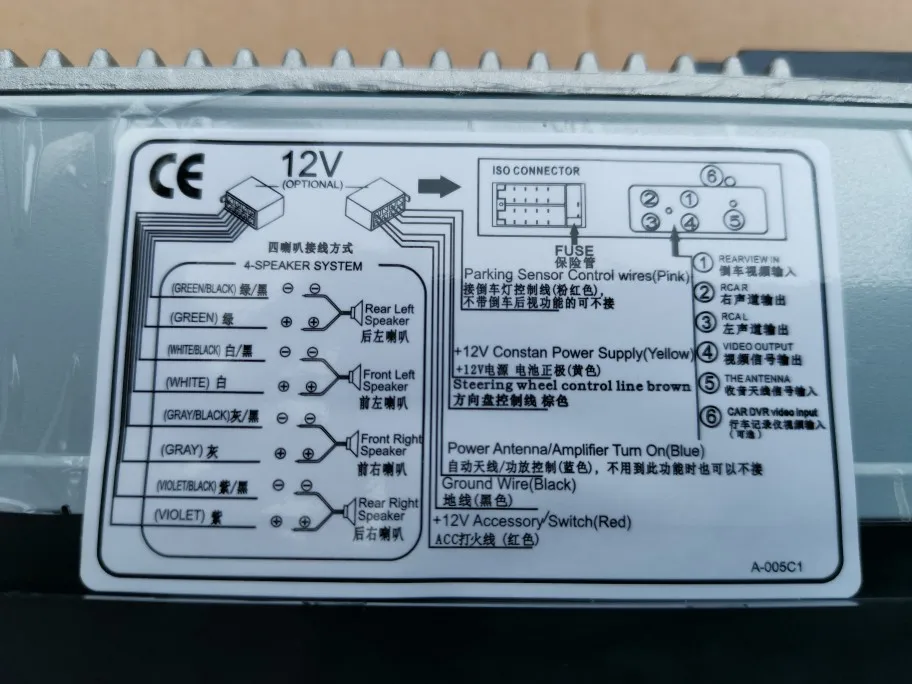 CE
12V
(OPTIONAL)
四喇叭接线方式
4-SPEAKER SYSTEM
(GREEN/BLACK) 绿/黑
(GREEN) 绿
Rear Left
Speaker
后左喇叭
(WHITE/BLACK) 白/黑
(WHITE) 白
Front Left
Speaker
前左喇叭
(GRAY/BLACK)灰/黑
(GRAY) 灰
Front Right
Speaker
前右喇叭
(VIOLET/BLACK) 紫/黑
(VIOLET) 紫
Rear Right
Speaker
后右喇叭
ISO CONNECTOR
FUSE
保险管
⑥
② ①
③ ④ ⑤
Parking Sensor Control wires(Pink)
接倒车灯控制线(粉红色),
不带倒车后视功能的可不接
+12V Constan Power Supply(Yellow)
+12V电源 电池正极(黄色)
Steering wheel control line brown
方向盘控制线 棕色
Power Antenna/Amplifier Turn On(Blue)
自动天线/功放控制(蓝色),不用到此功能时也可以不接
Ground Wire(Black)
地线(黑色)
+12V Accessory/Switch(Red)
ACC打火线 (红色)
① REARVIEW IN
倒车视频输入
② RCA R
右声道输出
③ RCA L
左声道输出
④ VIDEO OUTPUT
视频信号输出
⑤ THE ANTENNA
收音天线信号输入
⑥ CAR DVR video input
行车记录仪视频输入
(可选)
A-005C1